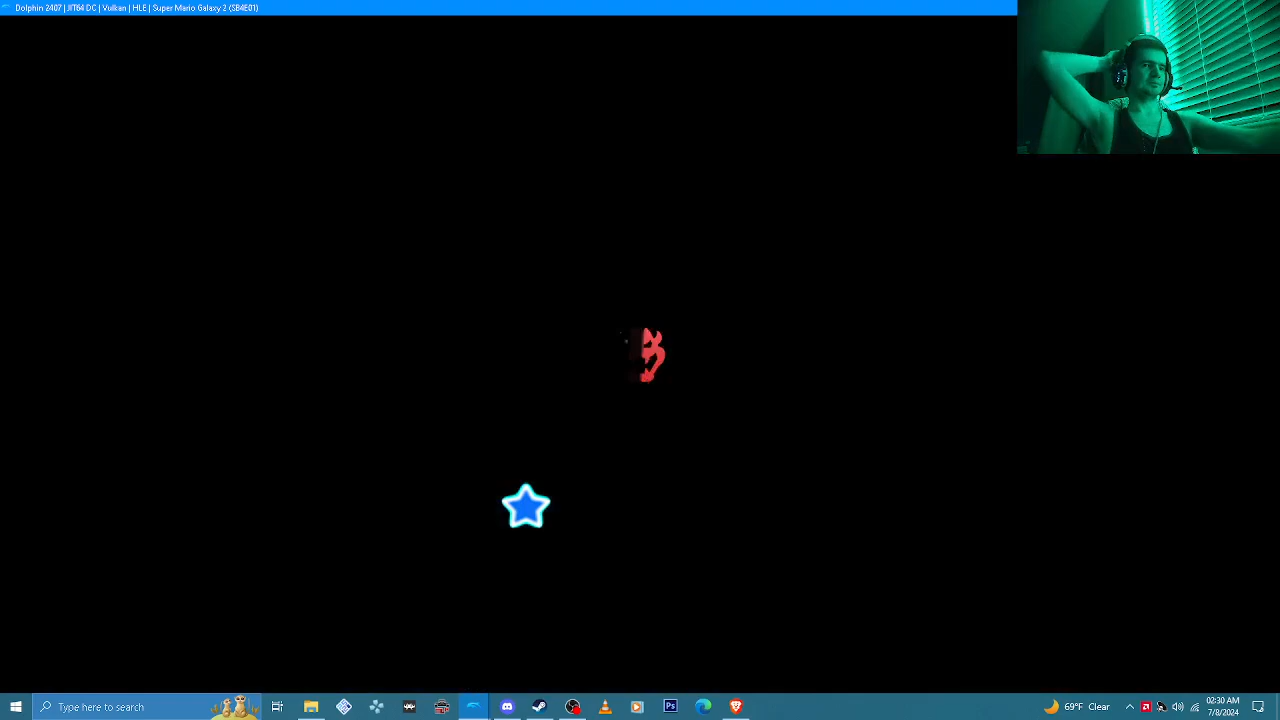 Dolphin 2407 | JIT64 DC | Vulkan | HLE | Super Mario Galaxy 2 (SB4E01)
Type here to search
Ps
69°F Clear
02:30 AM
7/8/2024